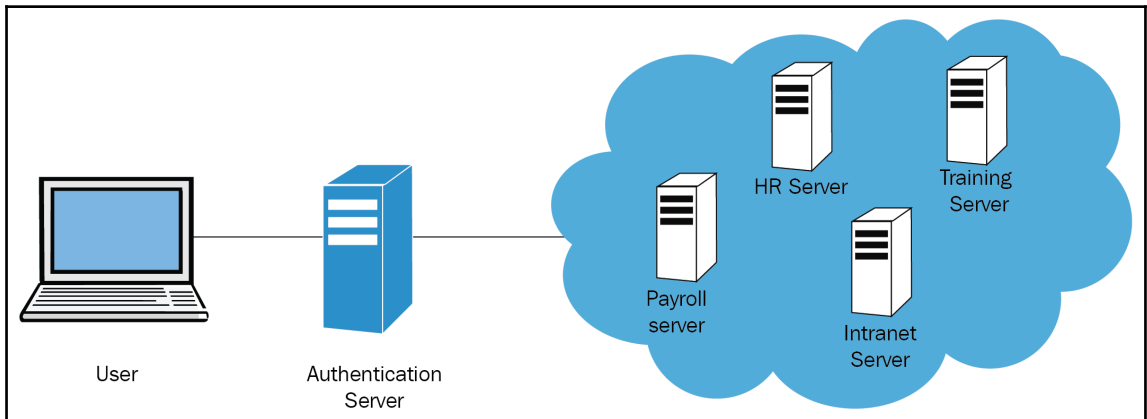 User
Authentication
Server
Payroll
server
HR Server
Intranet
Server
Training
Server